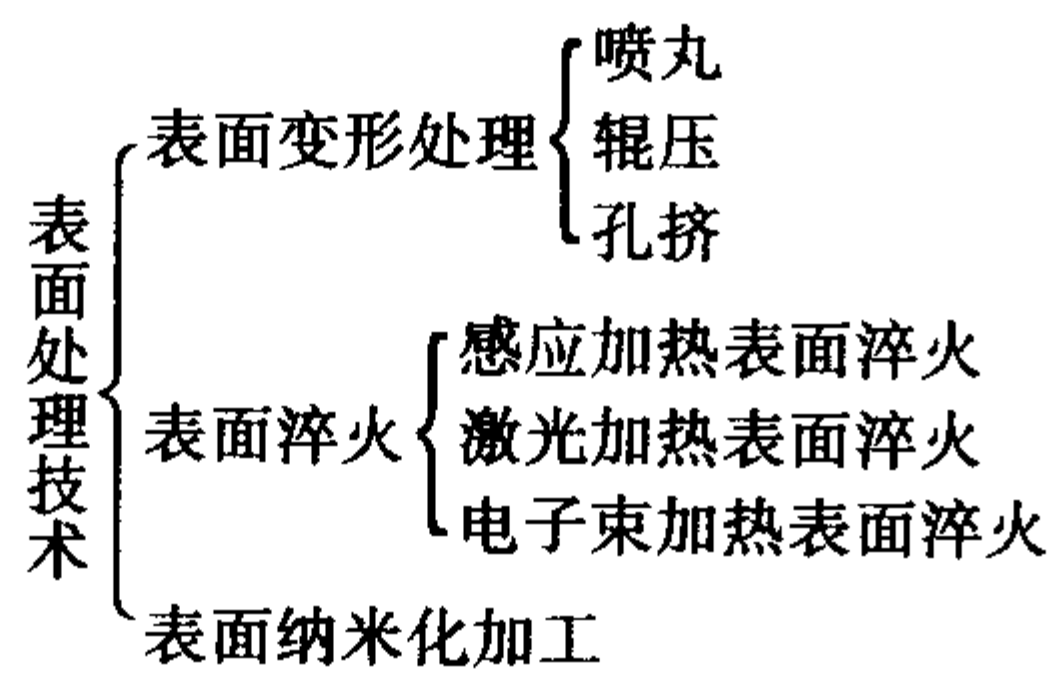 表面处理技术
表面变形处理
喷丸
辊压
孔挤
表面淬火
感应加热表面淬火
激光加热表面淬火
电子束加热表面淬火
表面纳米化加工